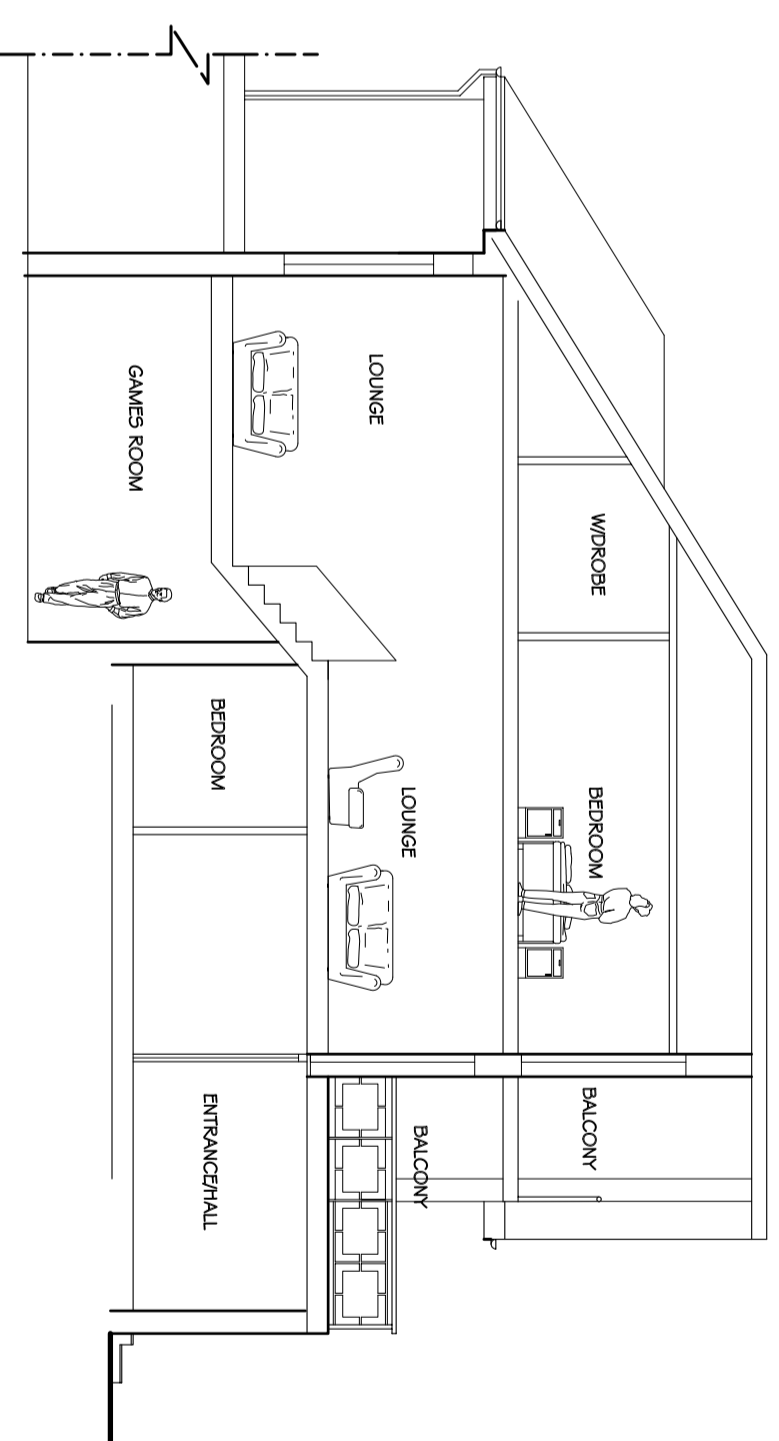 W/DROBE
BEDROOM
BALCONY
LOUNGE
LOUNGE
BALCONY
GAMES ROOM
BEDROOM
ENTRANCE/HALL